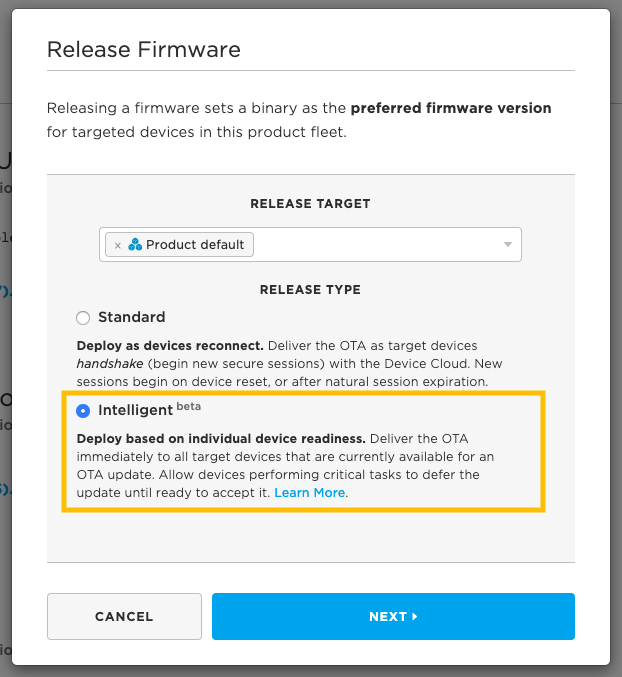 Release Firmware
Releasing a firmware sets a binary as the preferred firmware version
for targeted devices in this product fleet.
RELEASE TARGET
× Product default
RELEASE TYPE
Standard
Deploy as devices reconnect. Deliver the OTA as target devices
handshake (begin new secure sessions) with the Device Cloud. New
sessions begin on device reset, or after natural session expiration.
Intelligent beta
Deploy based on individual device readiness. Deliver the OTA
immediately to all target devices that are currently available for an
OTA update. Allow devices performing critical tasks to defer the
update until ready to accept it. Learn More.
CANCEL
NEXT